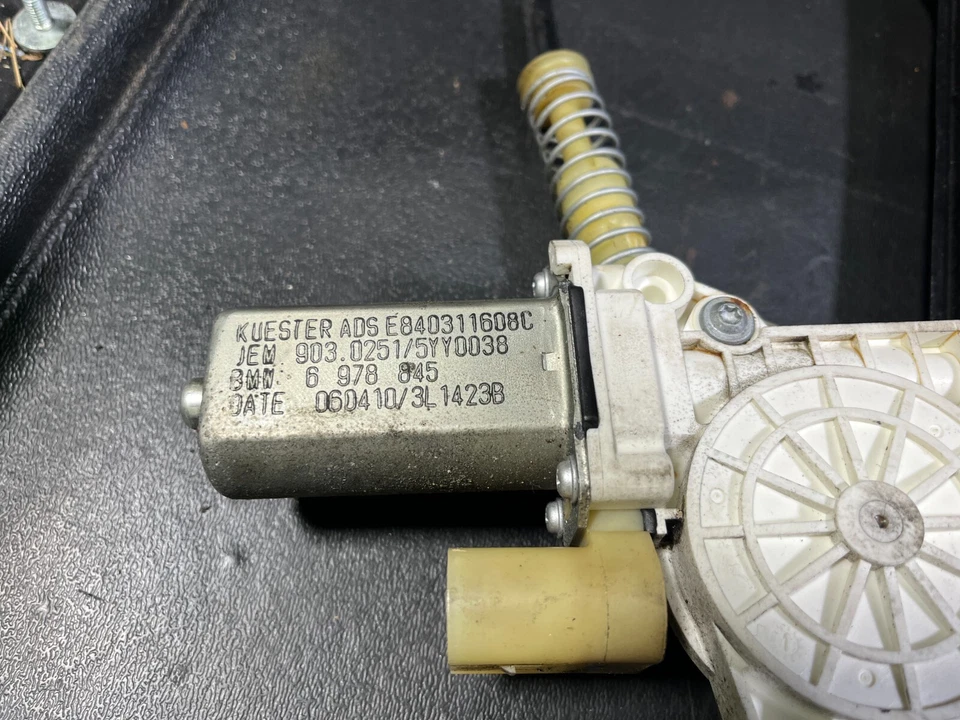 KUESTER ADS E840311608C
JEM 903.0251/5YY0038
BMW 6 978 845
DATE 060410/3L1423B